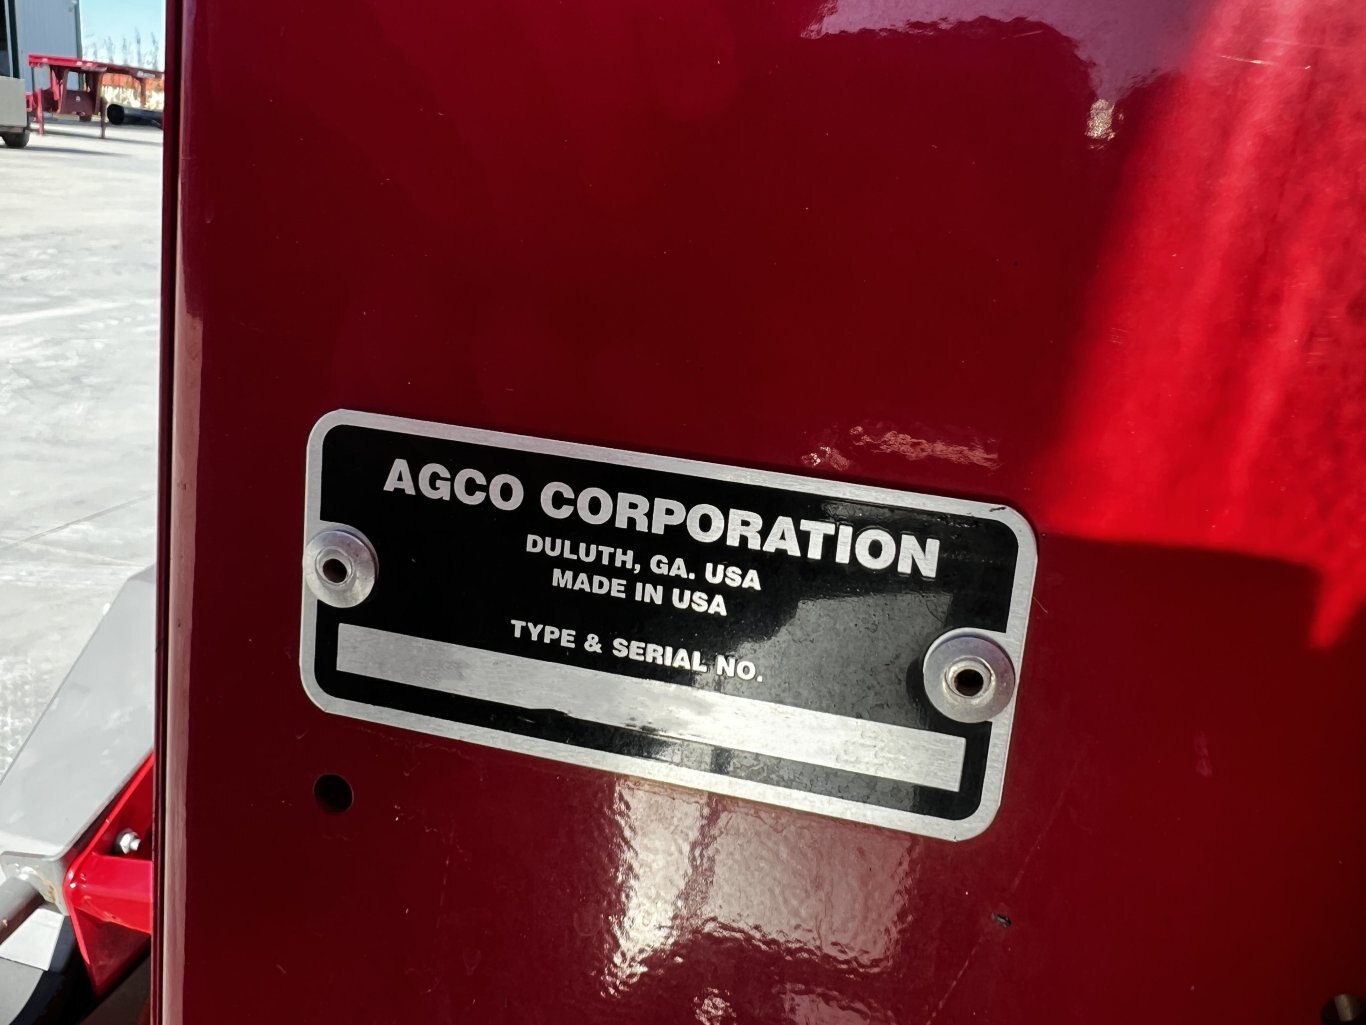 AGCO CORPORATION
DULUTH, GA. USA
MADE IN USA
TYPE & SERIAL NO.